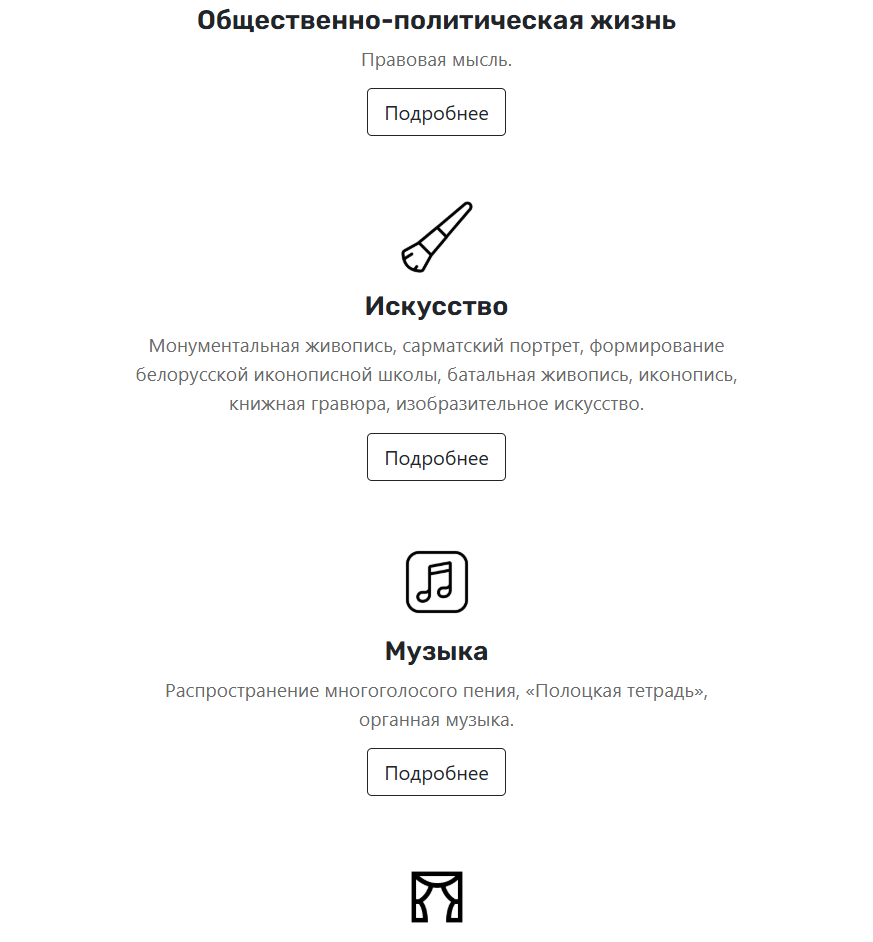 Общественно-политическая жизнь
Правовая мысль.
Подробнее
Искусство
Монументальная живопись, сарматский портрет, формирование
белорусской иконописной школы, батальная живопись, иконопись,
книжная гравюра, изобразительное искусство.
Подробнее
Музыка
Распространение многоголосого пения, «Полоцкая тетрадь»,
органная музыка.
Подробнее